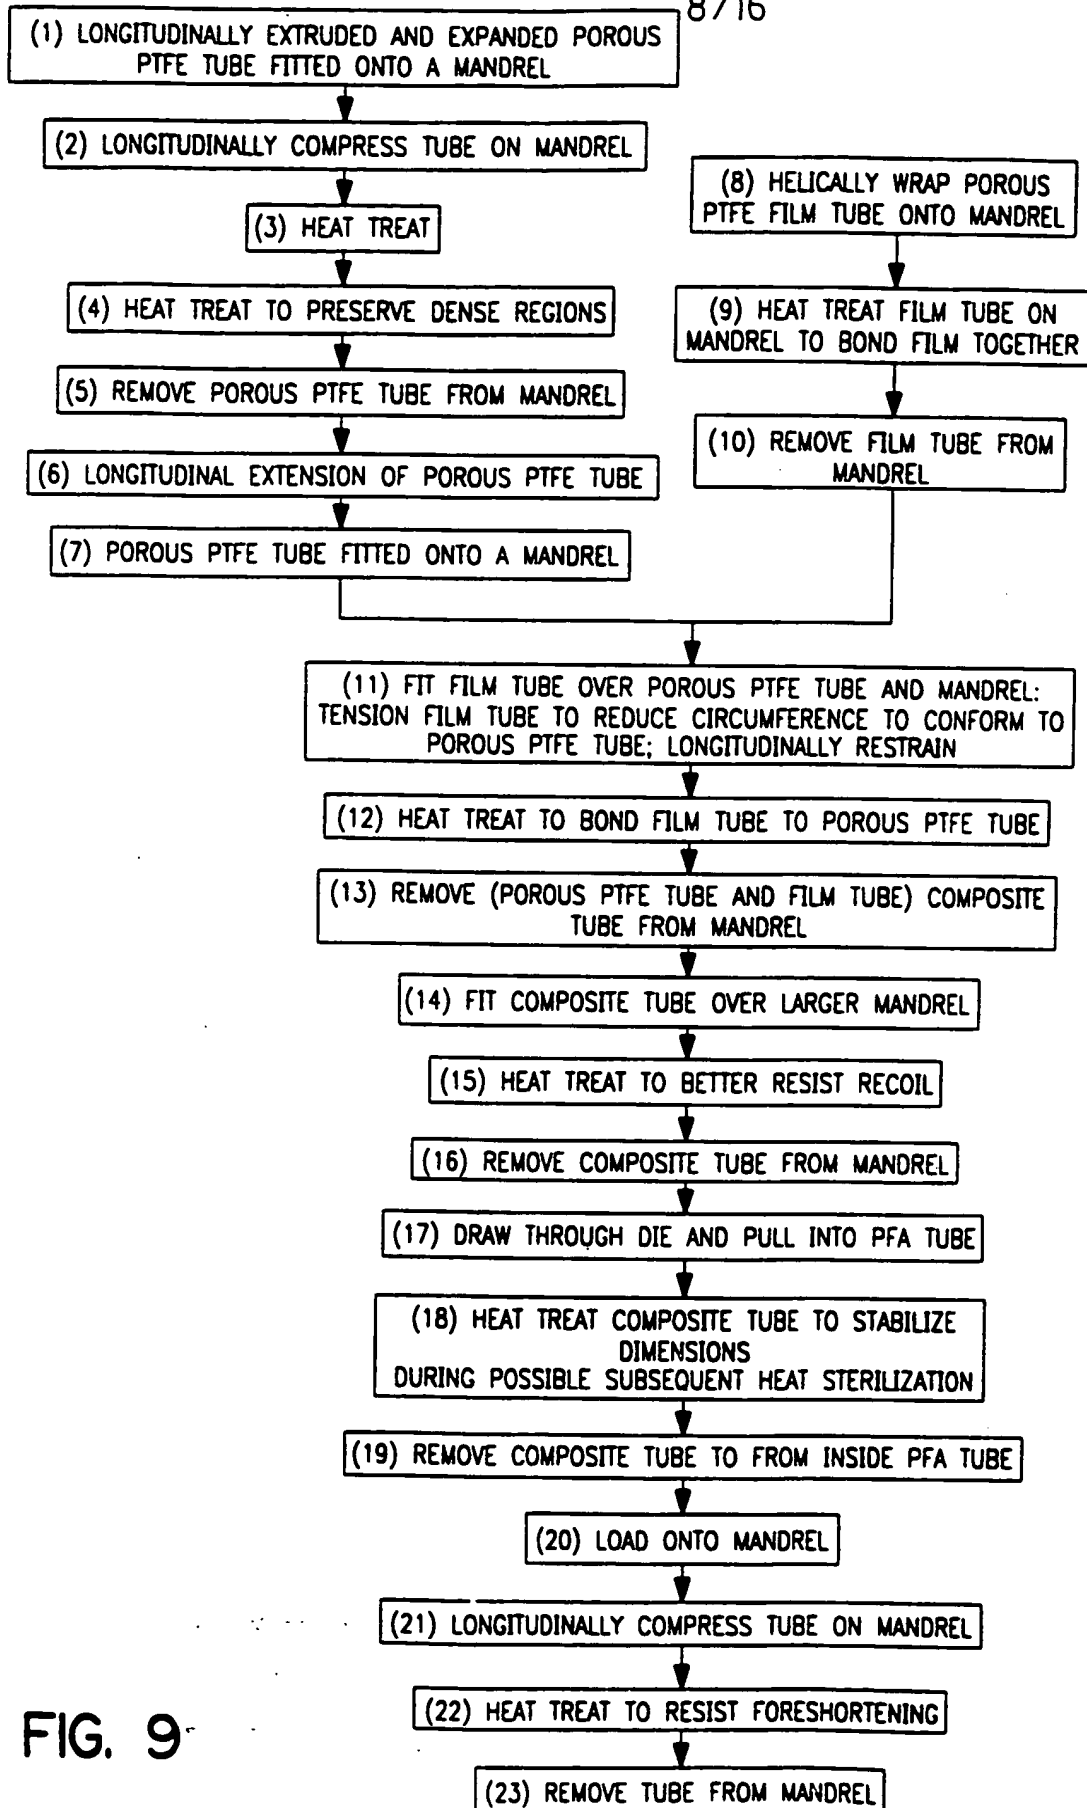 8/16
(1) LONGITUDINALLY EXTRUDED AND EXPANDED POROUS
PTFE TUBE FITTED ONTO A MANDREL
(2) LONGITUDINALLY COMPRESS TUBE ON MANDREL
(3) HEAT TREAT
(4) HEAT TREAT TO PRESERVE DENSE REGIONS
(5) REMOVE POROUS PTFE TUBE FROM MANDREL
(6) LONGITUDINAL EXTENSION OF POROUS PTFE TUBE
(7) POROUS PTFE TUBE FITTED ONTO A MANDREL
(8) HELICALLY WRAP POROUS
PTFE FILM TUBE ONTO MANDREL
(9) HEAT TREAT FILM TUBE ON
MANDREL TO BOND FILM TOGETHER
(10) REMOVE FILM TUBE FROM
MANDREL
(11) FIT FILM TUBE OVER POROUS PTFE TUBE AND MANDREL:
TENSION FILM TUBE TO REDUCE CIRCUMFERENCE TO CONFORM TO
POROUS PTFE TUBE; LONGITUDINALLY RESTRAIN
(12) HEAT TREAT TO BOND FILM TUBE TO POROUS PTFE TUBE
(13) REMOVE (POROUS PTFE TUBE AND FILM TUBE) COMPOSITE
TUBE FROM MANDREL
(14) FIT COMPOSITE TUBE OVER LARGER MANDREL
(15) HEAT TREAT TO BETTER RESIST RECOIL
(16) REMOVE COMPOSITE TUBE FROM MANDREL
(17) DRAW THROUGH DIE AND PULL INTO PFA TUBE
(18) HEAT TREAT COMPOSITE TUBE TO STABILIZE
DIMENSIONS
DURING POSSIBLE SUBSEQUENT HEAT STERILIZATION
(19) REMOVE COMPOSITE TUBE TO FROM INSIDE PFA TUBE
(20) LOAD ONTO MANDREL
(21) LONGITUDINALLY COMPRESS TUBE ON MANDREL
(22) HEAT TREAT TO RESIST FORESHORTENING
(23) REMOVE TUBE FROM MANDREL
FIG. 9